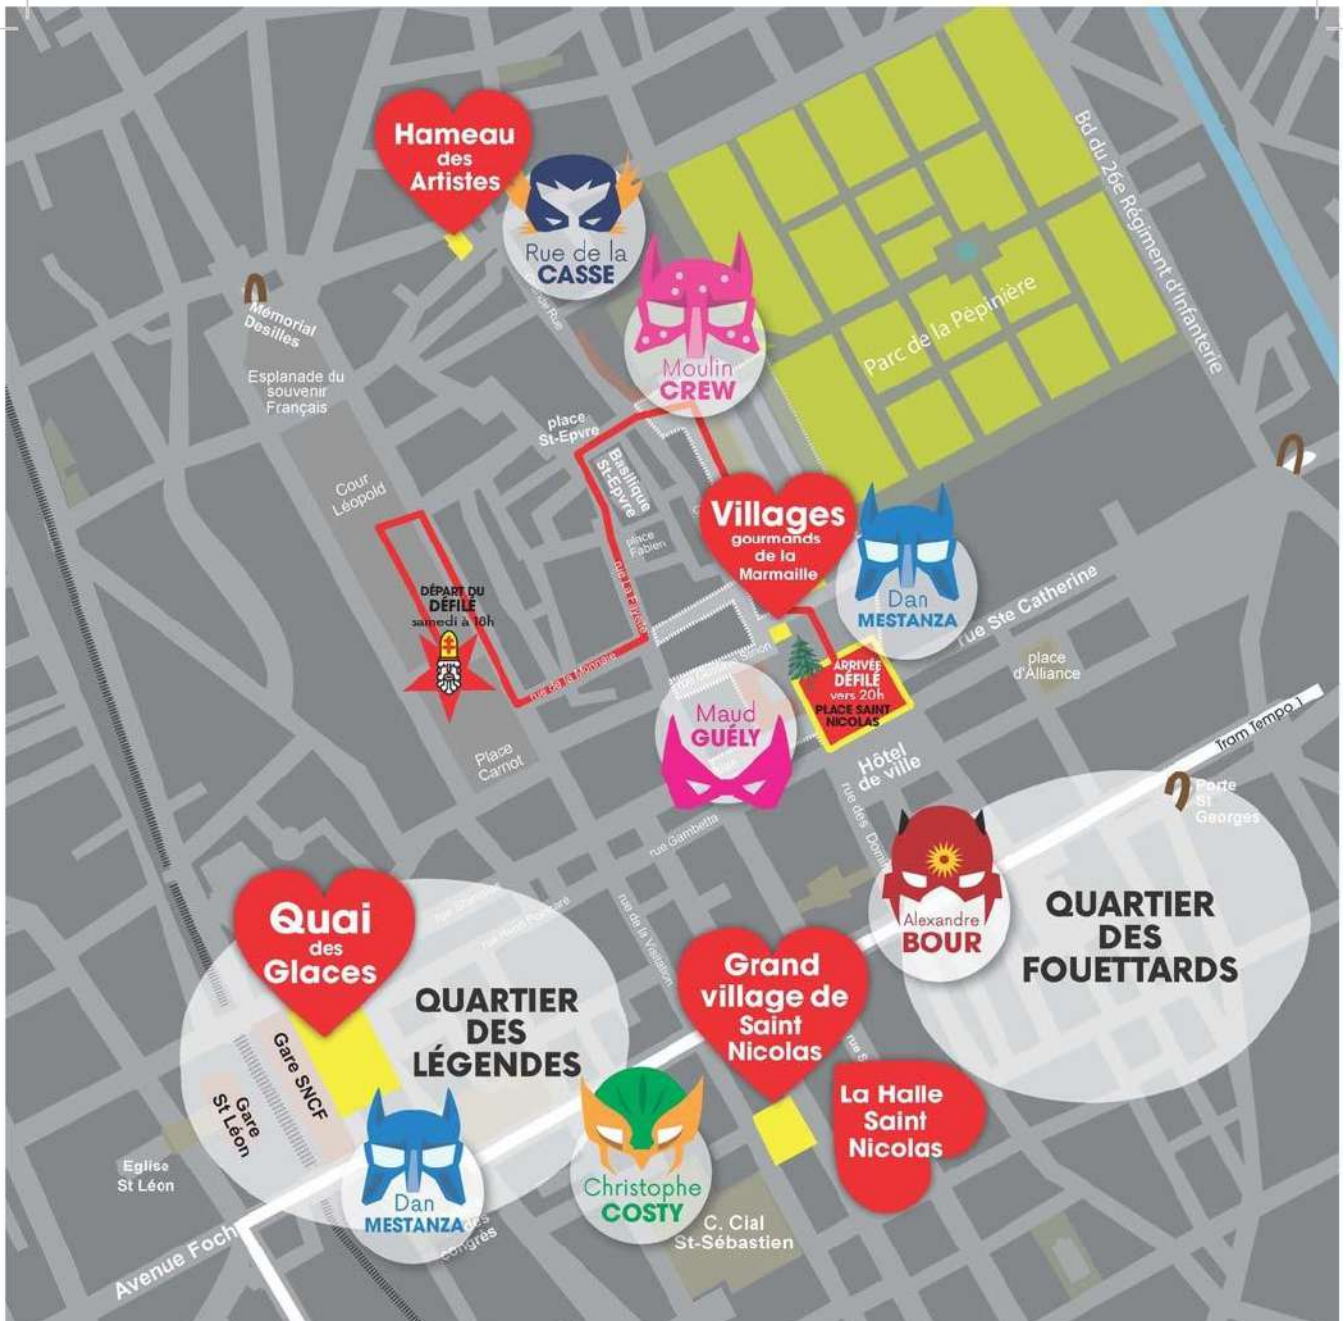 Hameau
des
Artistes
Rue de la
CASSE
Moulin
CREW
Bd du 26e Régiment d'Infanterie
Parc de la Pépinière
Mémorial
Desilles
Esplanade du
souvenir
Français
place
St-Epvre
Basilique
St-Epvre
place
Fabien
Cour
Léopold
Villages
gourmands
de la
Marmaille
Dan
MESTANZA
rue Ste Catherine
place
d'Alliance
DÉPART DU
DÉFILÉ
samedi à 18h
rue de la Monnaie
ARRIVÉE
DÉFILÉ
vers 20h
PLACE SAINT
NICOLAS
Maud
GUÉLY
Place
Carnot
Hôtel
de ville
Tram Tempo 1
Porte
St
Georges
rue Gambetta
rue des
Alexandre
BOUR
QUARTIER
DES
FOUETTARDS
Quai
des
Glaces
rue de la Visitation
QUARTIER
DES
LÉGENDES
Grand
village de
Saint
Nicolas
La Halle
Saint
Nicolas
Gare SNCF
Gare
St Léon
Eglise
St Léon
Dan
MESTANZA
Christophe
COSTY
C. Cial
St-Sébastien
Avenue Foch